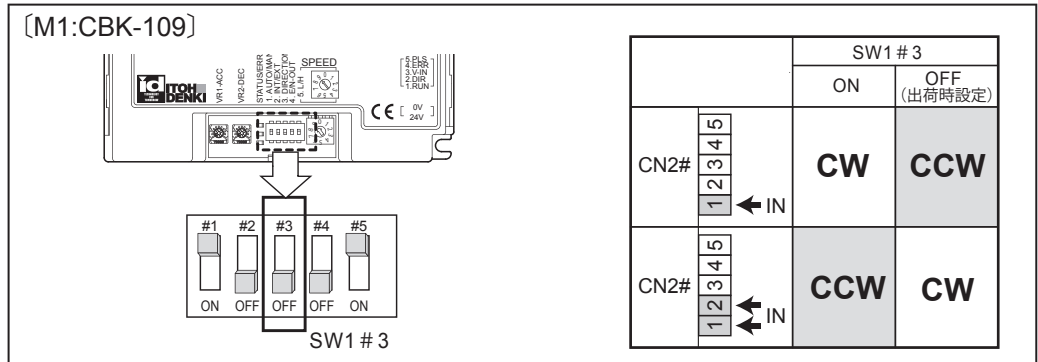 〔M1:CBK-109〕
ITOH
DENKI
VR1-ACC
VR2-DEC
STATUS/ERR
1. AUTO/MAN
2. INT/EXT
3. DIRECTION
4. E/N-OUT
5. L/H
SPEED
5.PLS
4.ERR
3.V-IN
2.DIR
1.RUN
CE
0V
24V
#1 #2 #3 #4 #5
ON OFF OFF OFF ON
SW1#3
SW1#3
ON OFF
(出荷時設定)
CN2# 5 4 3 2 1 IN CW CCW
CN2# 5 4 3 2 1 IN CCW CW